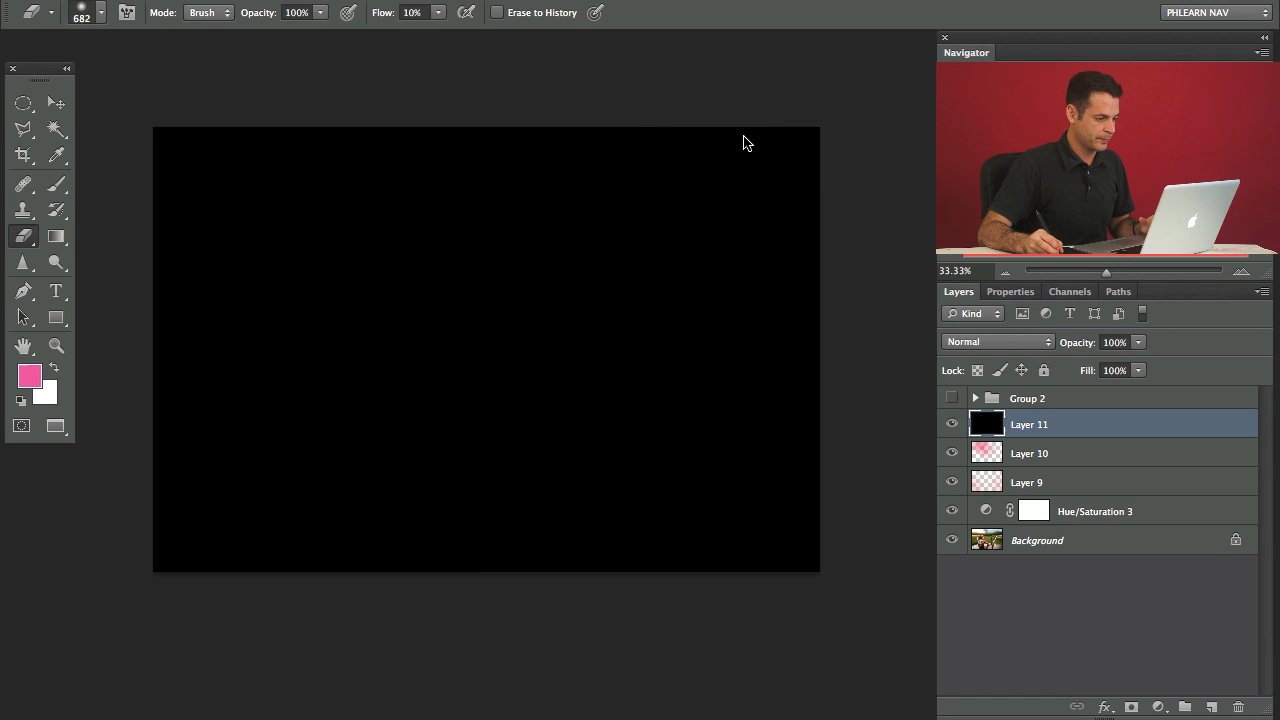 Mode: Brush Opacity: 100% Flow: 10% Erase to History PHLEARN NAV
682
Navigator
33.33%
Layers Properties Channels Paths
Kind
Normal Opacity: 100%
Lock: Fill: 100%
Group 2
Layer 11
Layer 10
Layer 9
Hue/Saturation 3
Background